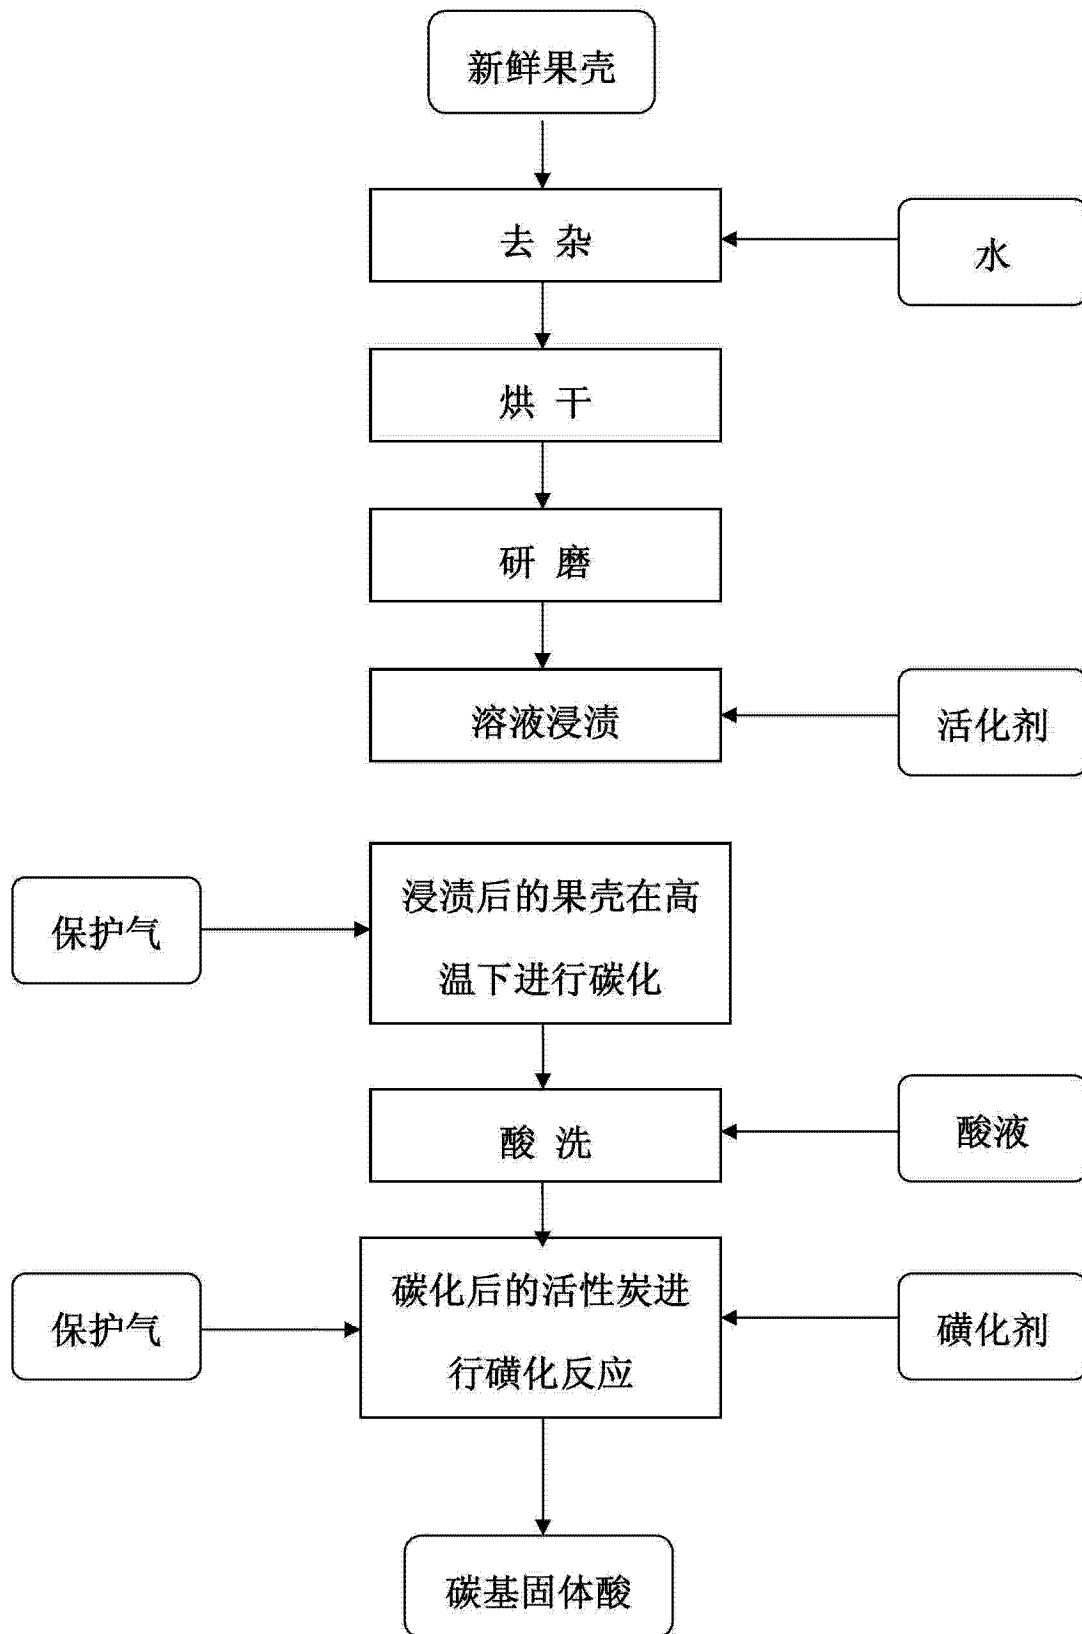 新鲜果壳
去 杂
水
烘 干
研 磨
溶液浸渍
活化剂
浸渍后的果壳在高
温下进行碳化
保护气
酸 洗
酸液
碳化后的活性炭进
行磺化反应
保护气
磺化剂
碳基固体酸